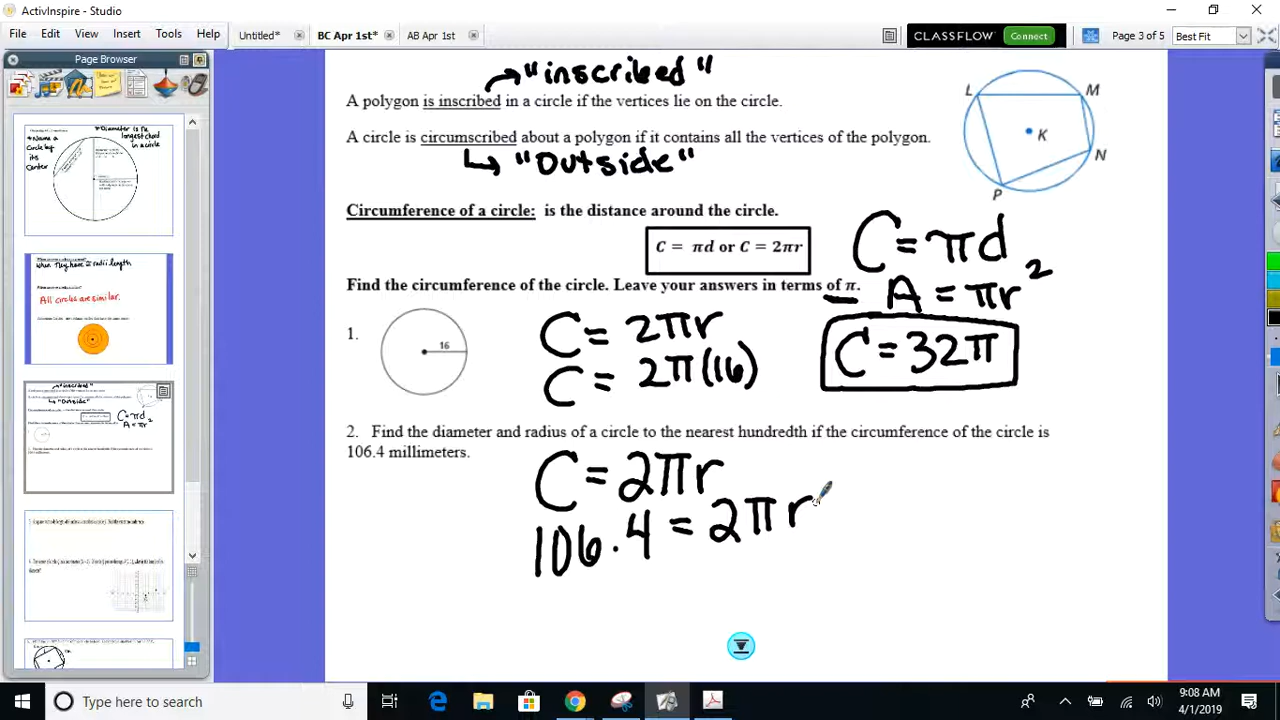 ActivInspire - Studio
File Edit View Insert Tools Help
Untitled*
BC Apr 1st*
AB Apr 1st
CLASSFLOW
Connect
Page 3 of 5
Best Fit
Page Browser
All circles are similar.
"inscribed"
A polygon is inscribed in a circle if the vertices lie on the circle.
A circle is circumscribed about a polygon if it contains all the vertices of the polygon.
"Outside"
L
M
K
N
P
Circumference of a circle: is the distance around the circle.
C = πd or C = 2πr
C = πd
Find the circumference of the circle. Leave your answers in terms of π.
A = πr²
1.
16
C = 2πr
C = 2π(16)
C = 32π
2. Find the diameter and radius of a circle to the nearest hundredth if the circumference of the circle is
106.4 millimeters.
C = 2πr
106.4 = 2πr
Type here to search
9:08 AM
4/1/2019